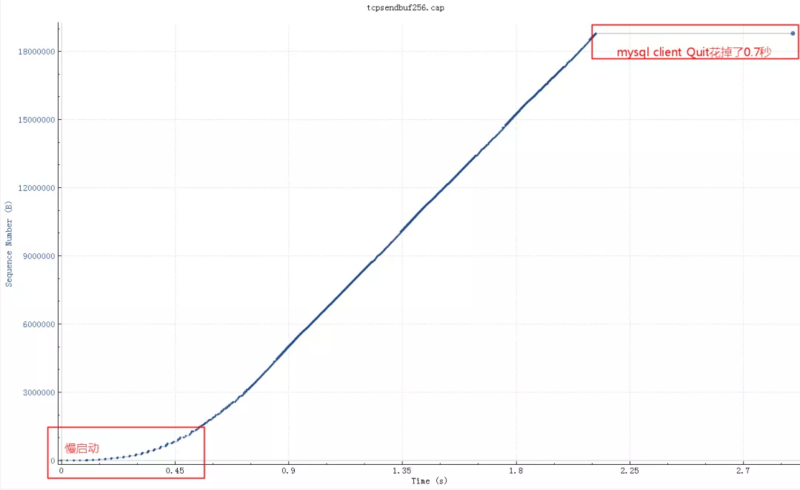 tcpsendbuf256.cap
mysql client Quit花掉了0.7秒
18000000
15000000
12000000
9000000
6000000
3000000
0
Sequence Number (B)
慢启动
0 0.45 0.9 1.35 1.8 2.25 2.7
Time (s)